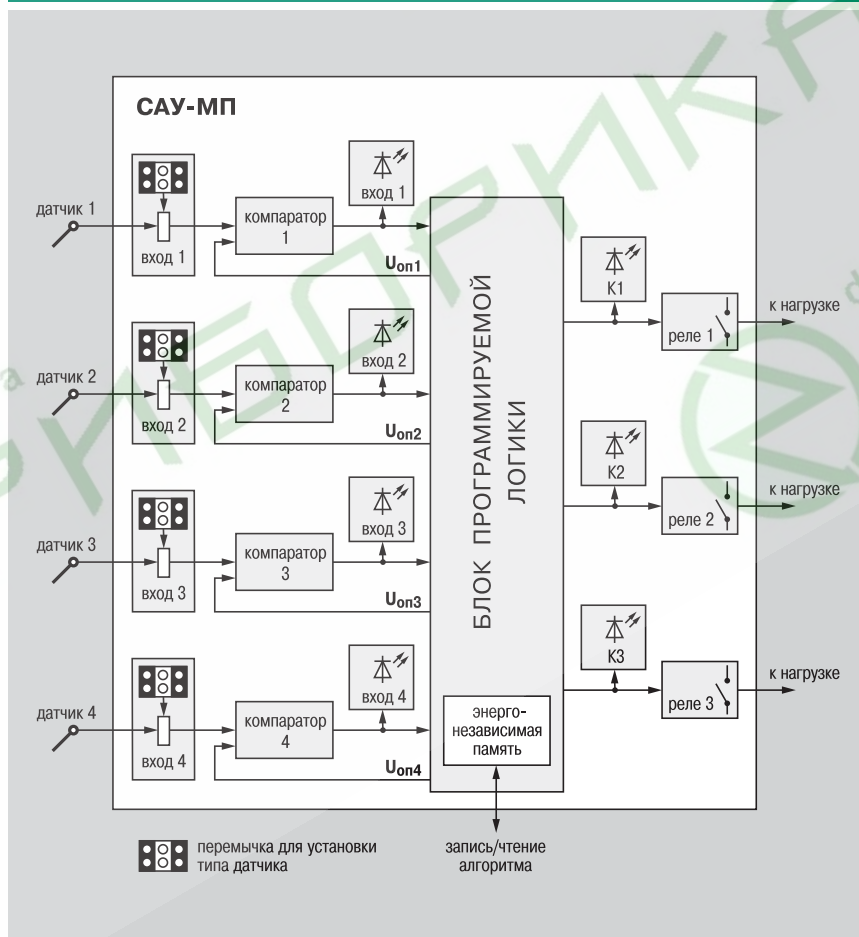 САУ-МП
датчик 1
вход 1
компаратор
1
вход 1
Uоп1
датчик 2
вход 2
компаратор
2
вход 2
Uоп2
датчик 3
вход 3
компаратор
3
вход 3
Uоп3
датчик 4
вход 4
компаратор
4
вход 4
Uоп4
БЛОК ПРОГРАММИРУЕМОЙ
ЛОГИКИ
энерго-
независимая
память
К1
реле 1
к нагрузке
К2
реле 2
к нагрузке
К3
реле 3
к нагрузке
перемычка для установки
типа датчика
запись/чтение
алгоритма